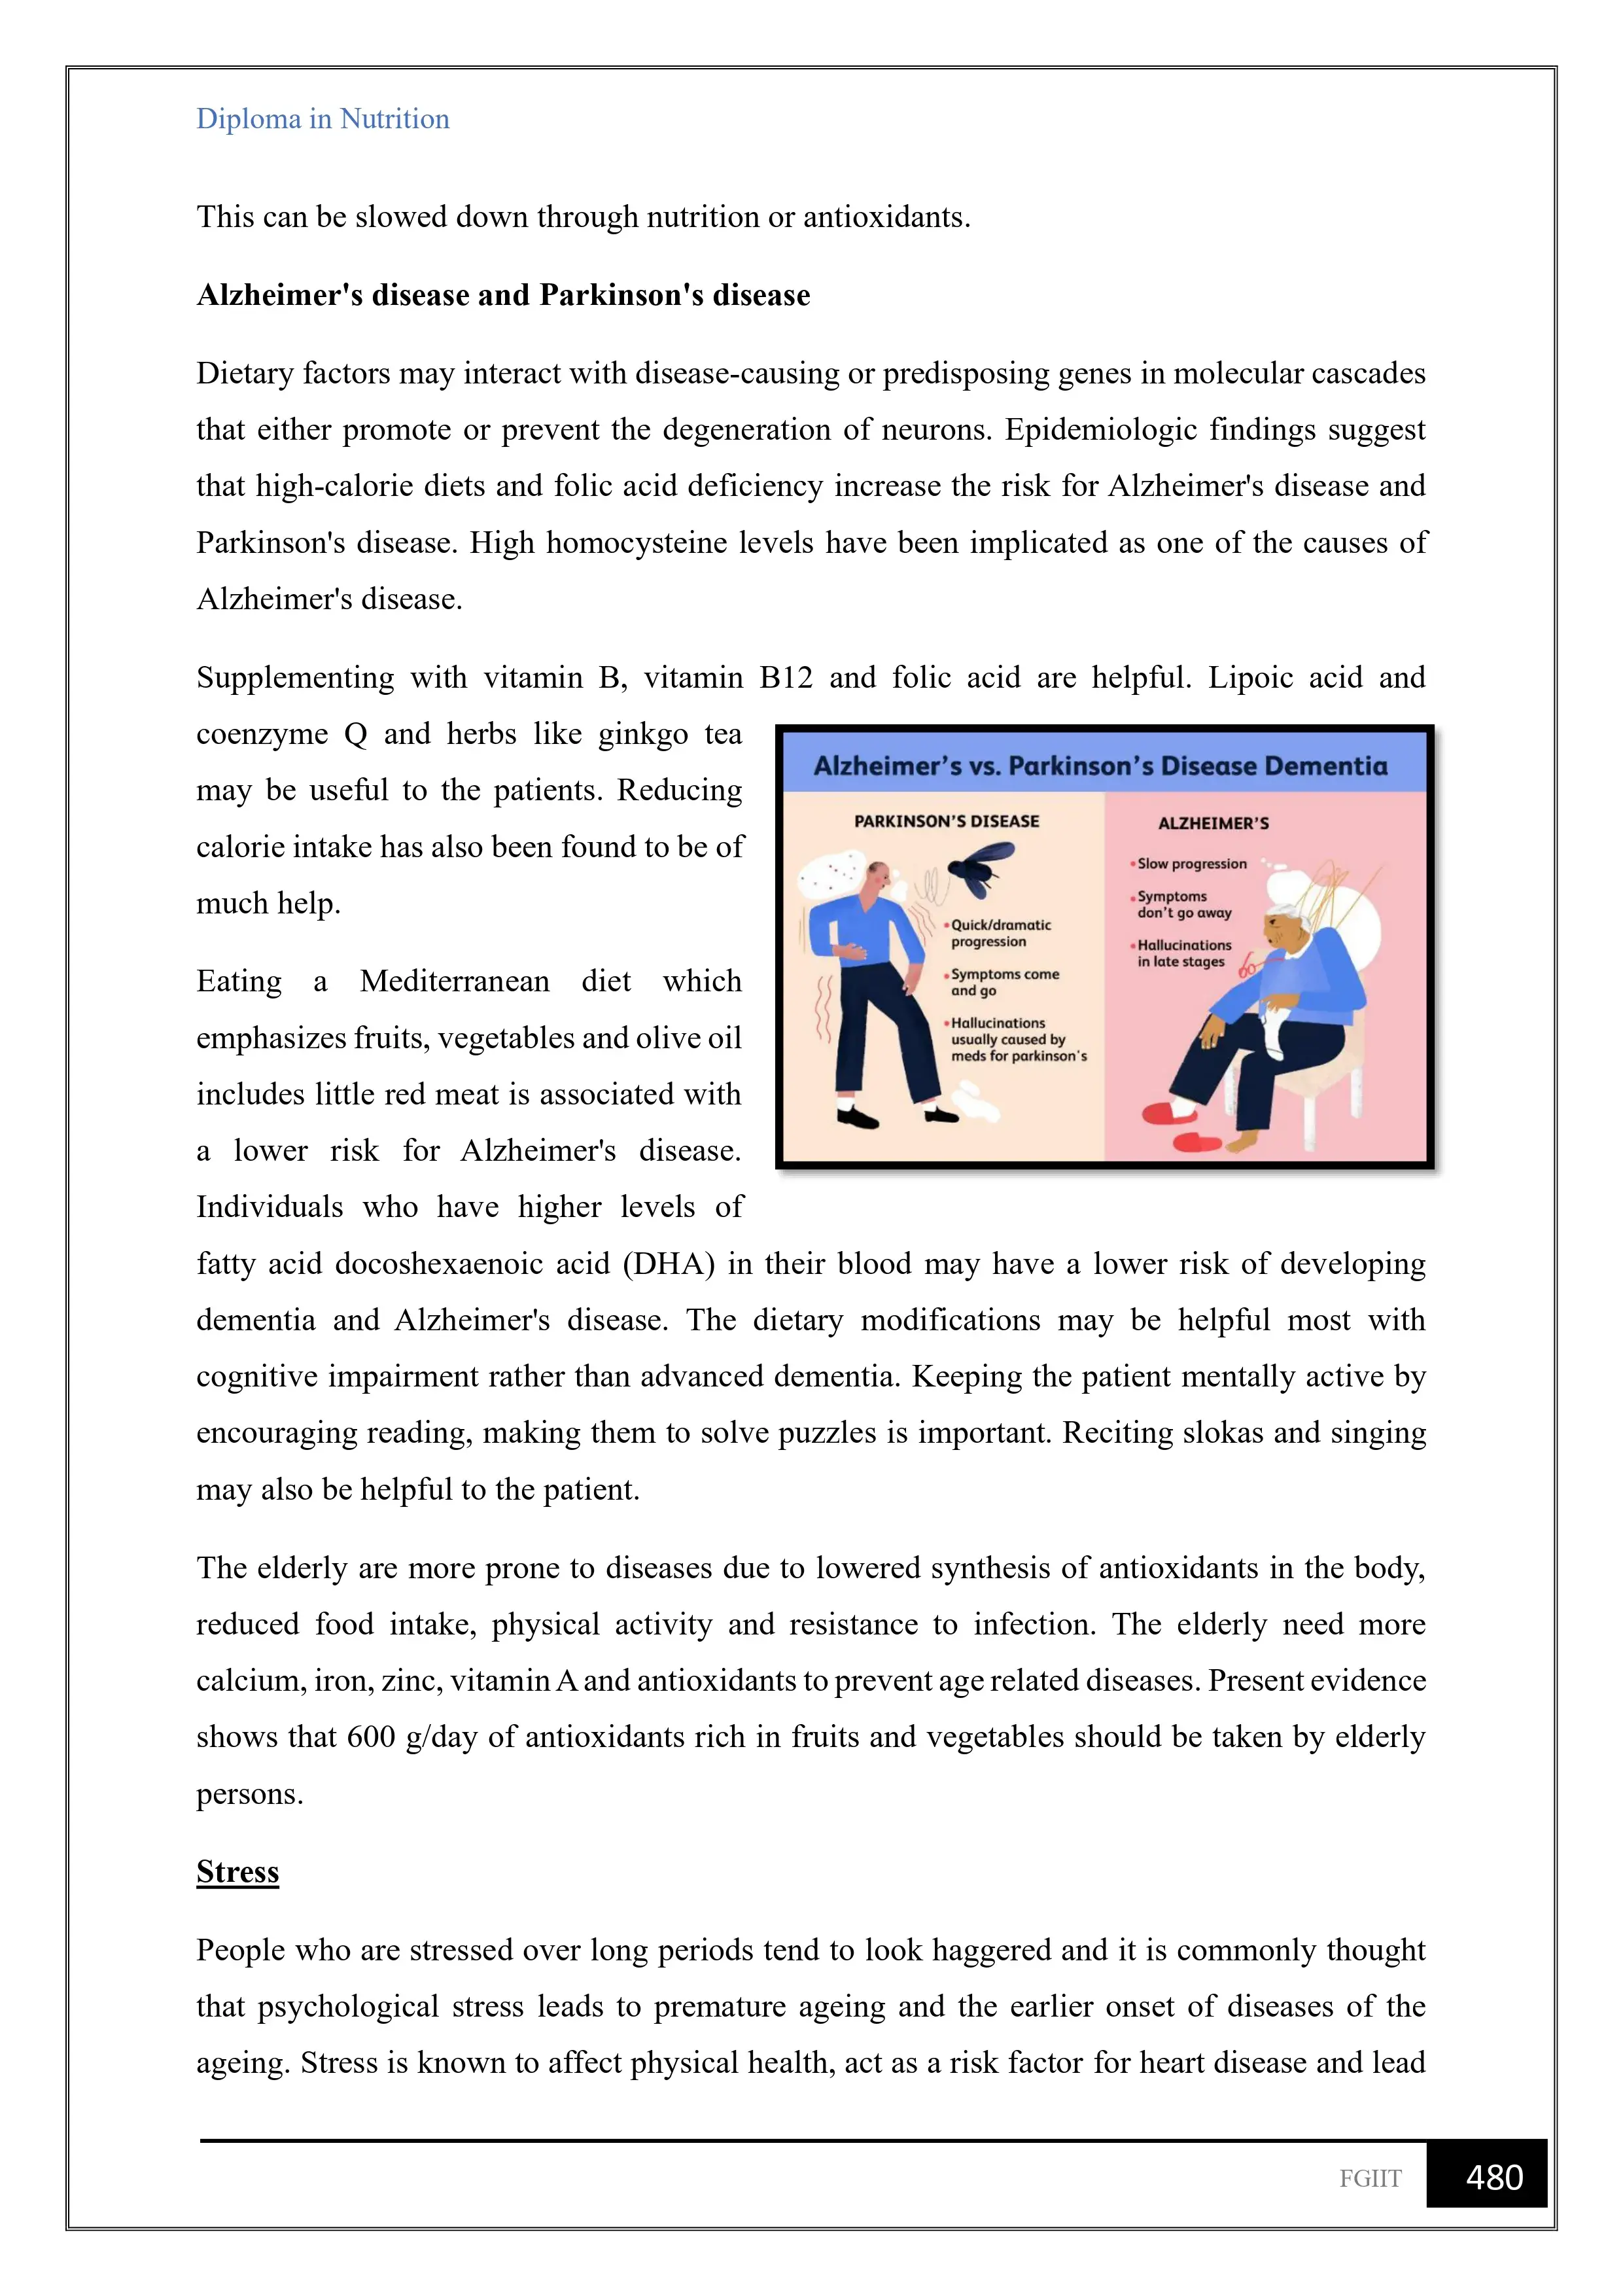 Diploma in Nutrition
This can be slowed down through nutrition or antioxidants.
Alzheimer's disease and Parkinson's disease
Dietary factors may interact with disease-causing or predisposing genes in molecular cascades
that either promote or prevent the degeneration of neurons. Epidemiologic findings suggest
that high-calorie diets and folic acid deficiency increase the risk for Alzheimer's disease and
Parkinson's disease. High homocysteine levels have been implicated as one of the causes of
Alzheimer's disease.
Supplementing with vitamin B, vitamin B12 and folic acid are helpful. Lipoic acid and
coenzyme Q and herbs like ginkgo tea
may be useful to the patients. Reducing
calorie intake has also been found to be of
much help.
Eating a Mediterranean diet which
emphasizes fruits, vegetables and olive oil
includes little red meat is associated with
a lower risk for Alzheimer's disease.
Individuals who have higher levels of
Alzheimer's vs. Parkinson's Disease Dementia
PARKINSON'S DISEASE
•Quick/dramatic
progression
•Symptoms come
and go
•Hallucinations
usually caused by
meds for parkinson's
ALZHEIMER'S
•Slow progression
•Symptoms
don't go away
•Hallucinations
in late stages
fatty acid docoshexaenoic acid (DHA) in their blood may have a lower risk of developing
dementia and Alzheimer's disease. The dietary modifications may be helpful most with
cognitive impairment rather than advanced dementia. Keeping the patient mentally active by
encouraging reading, making them to solve puzzles is important. Reciting slokas and singing
may also be helpful to the patient.
The elderly are more prone to diseases due to lowered synthesis of antioxidants in the body,
reduced food intake, physical activity and resistance to infection. The elderly need more
calcium, iron, zinc, vitamin A and antioxidants to prevent age related diseases. Present evidence
shows that 600 g/day of antioxidants rich in fruits and vegetables should be taken by elderly
persons.
Stress
People who are stressed over long periods tend to look haggered and it is commonly thought
that psychological stress leads to premature ageing and the earlier onset of diseases of the
ageing. Stress is known to affect physical health, act as a risk factor for heart disease and lead
FGIIT 480